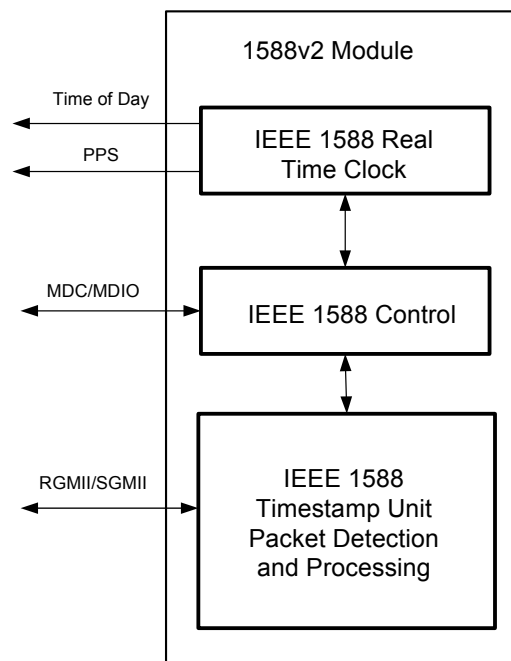 1588v2 Module
Time of Day
IEEE 1588 Real
Time Clock
PPS
MDC/MDIO
IEEE 1588 Control
RGMII/SGMII
IEEE 1588
Timestamp Unit
Packet Detection
and Processing